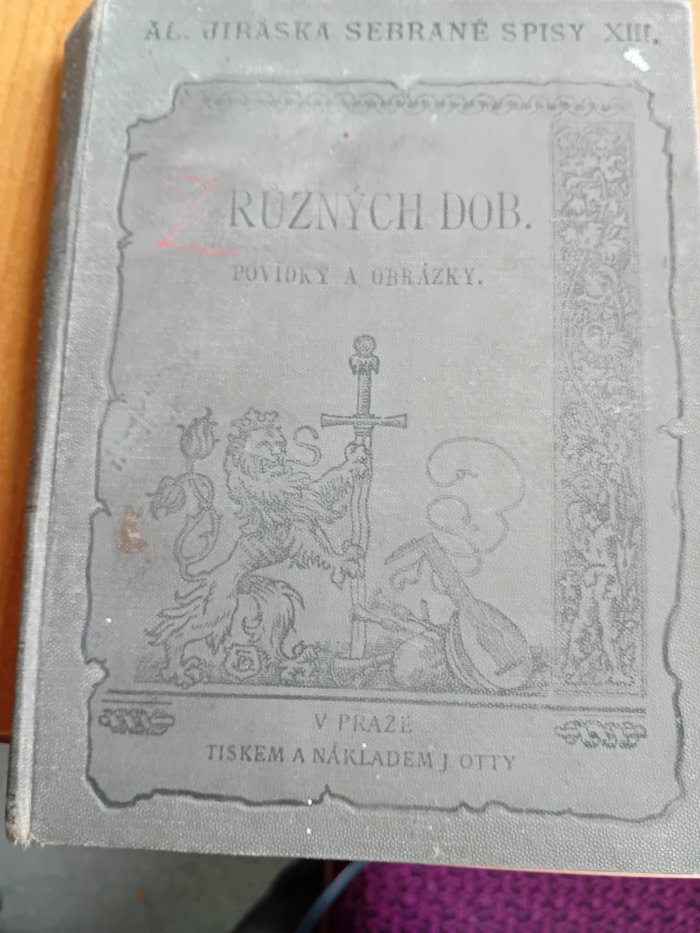 AL. JIRÁSKA SEBRANÉ SPISY XIII.
Z RŮZNÝCH DOB.
POVÍDKY A OBRÁZKY.
V PRAZE
TISKEM A NÁKLADEM J. OTTY